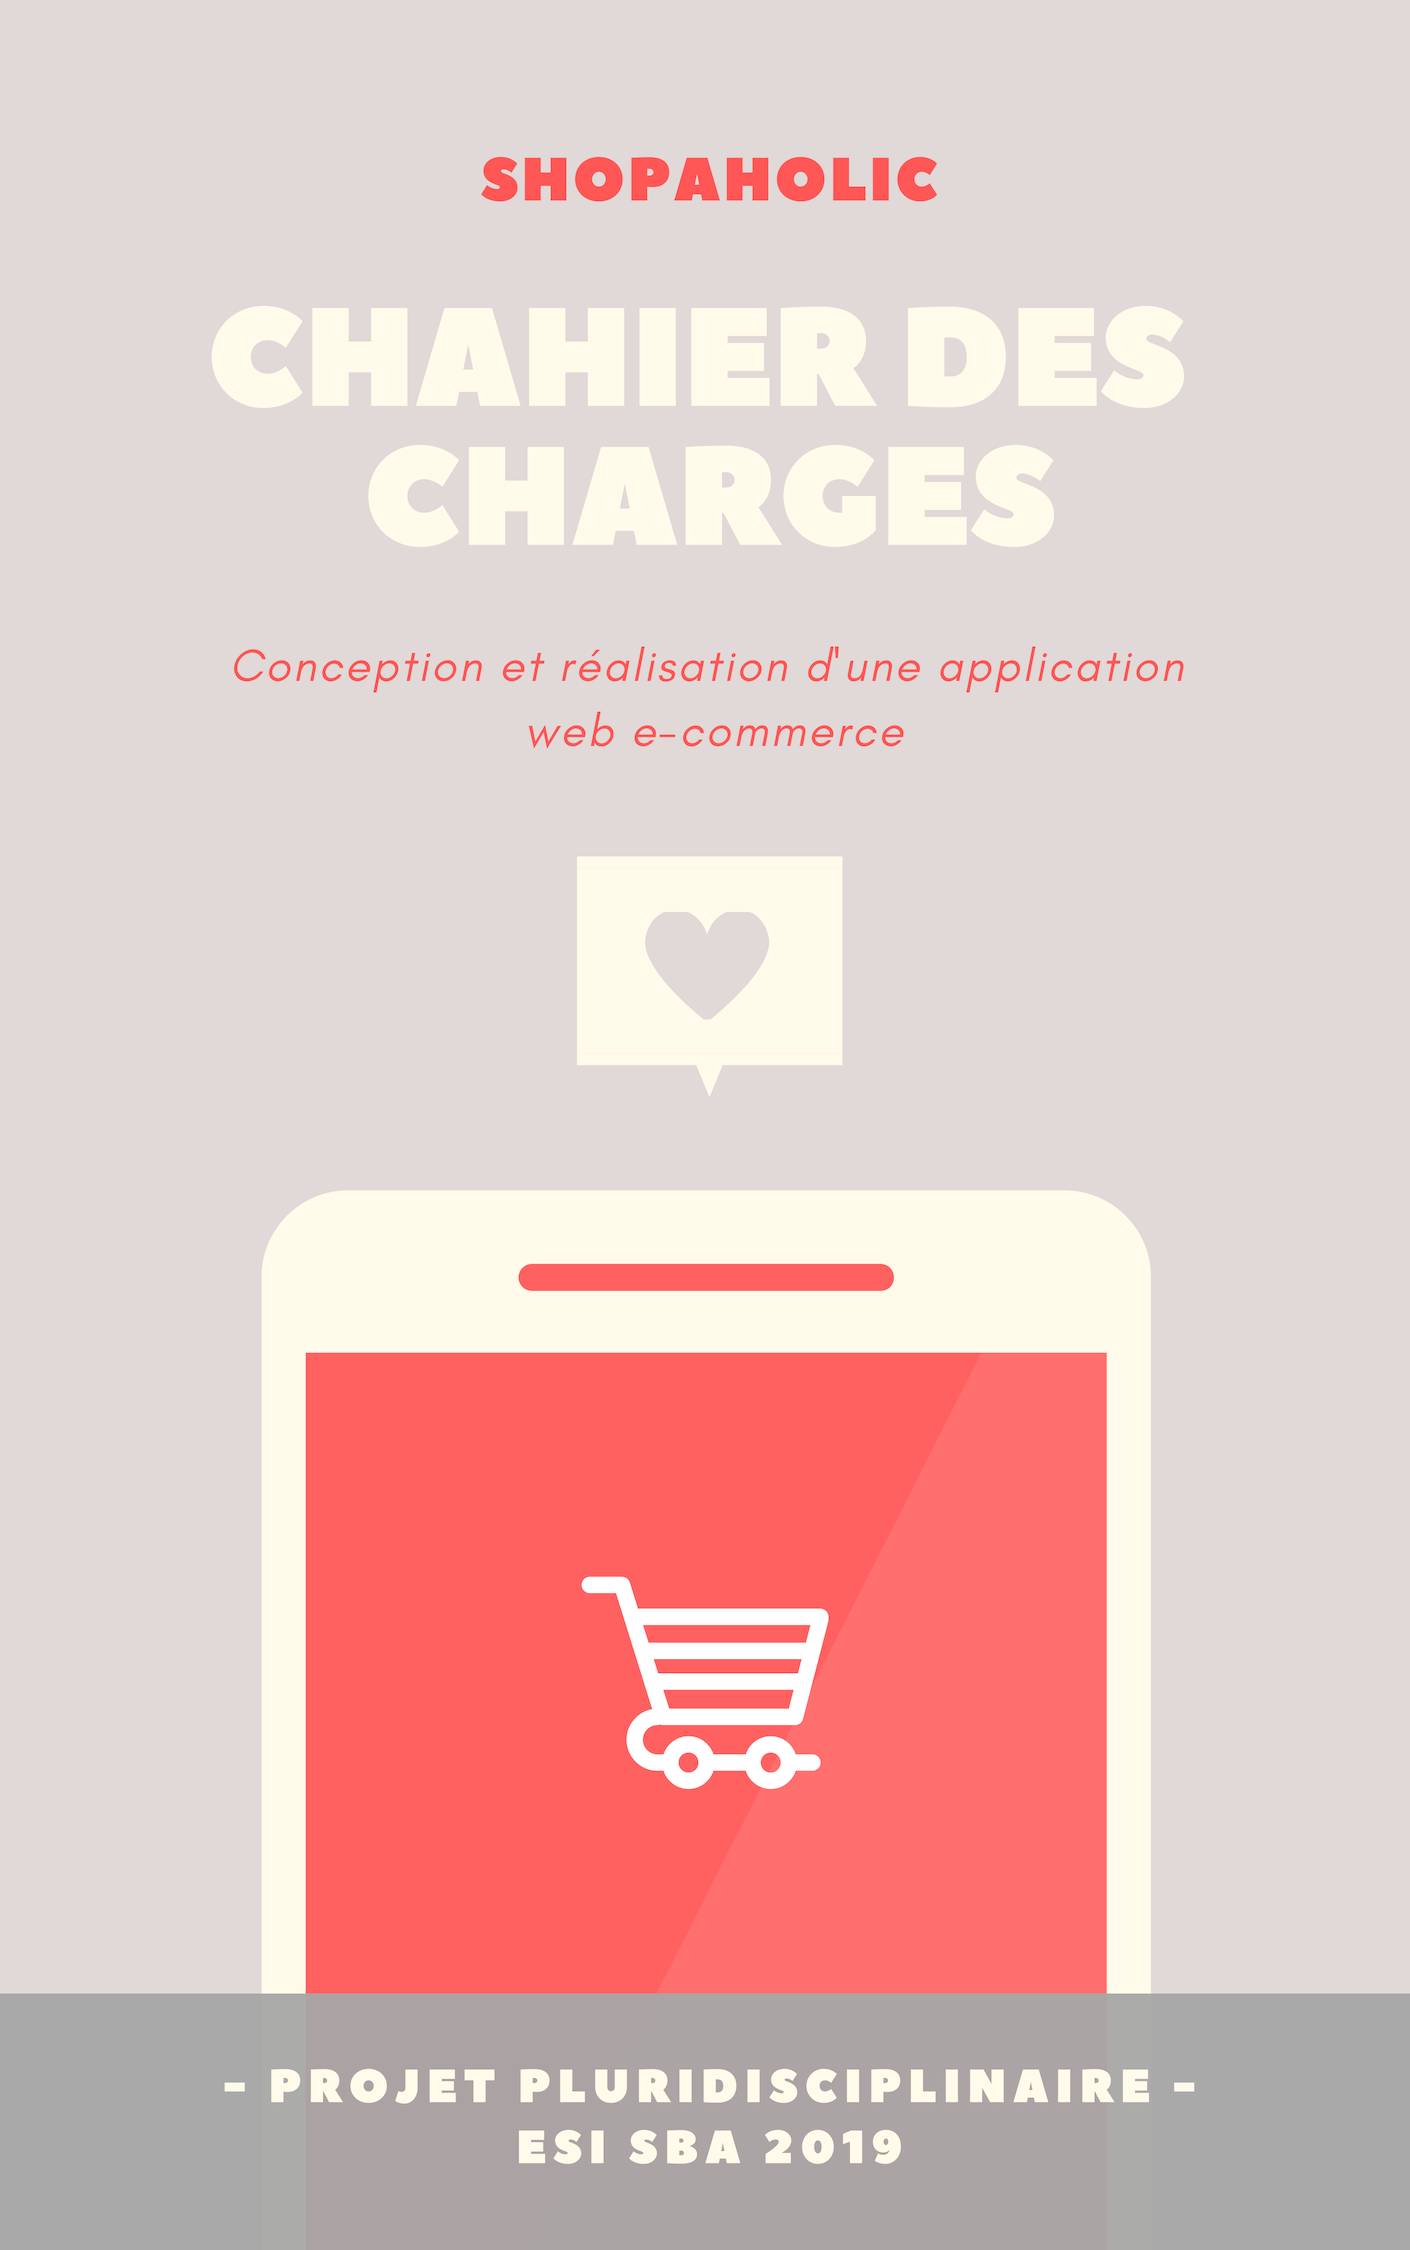 SHOPAHOLIC
CHAHIER DES
CHARGES
Conception et réalisation d'une application
web e-commerce
- PROJET PLURIDISCIPLINAIRE -
ESI SBA 2019